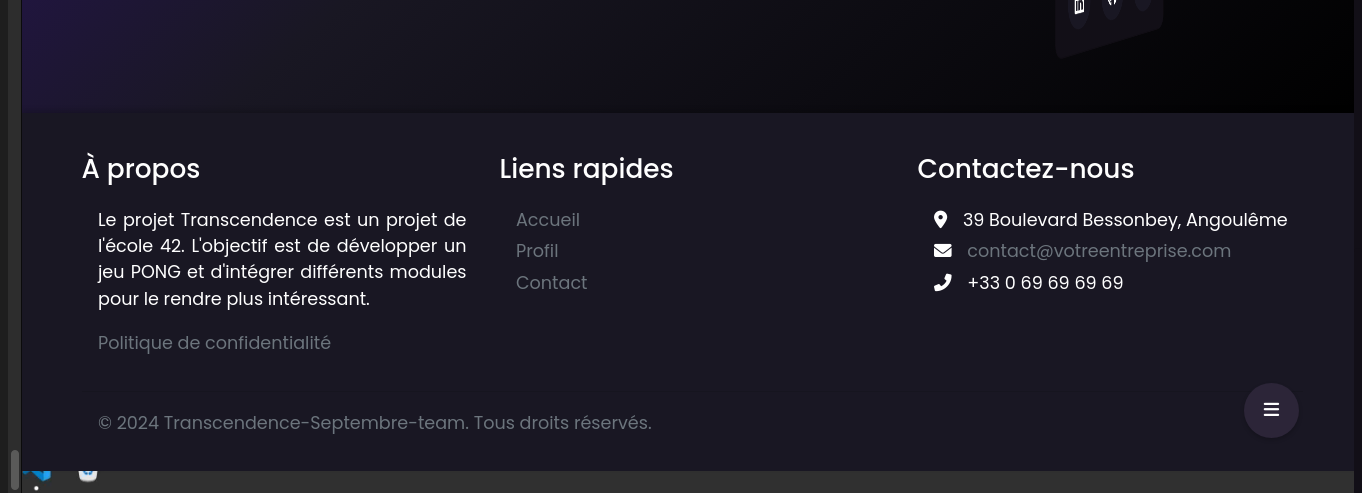 À propos
Le projet Transcendence est un projet de
l'école 42. L'objectif est de développer un
jeu PONG et d'intégrer différents modules
pour le rendre plus intéressant.
Politique de confidentialité
Liens rapides
Accueil
Profil
Contact
Contactez-nous
39 Boulevard Bessonbey, Angoulême
contact@votreentreprise.com
+33 0 69 69 69 69
© 2024 Transcendence-Septembre-team. Tous droits réservés.